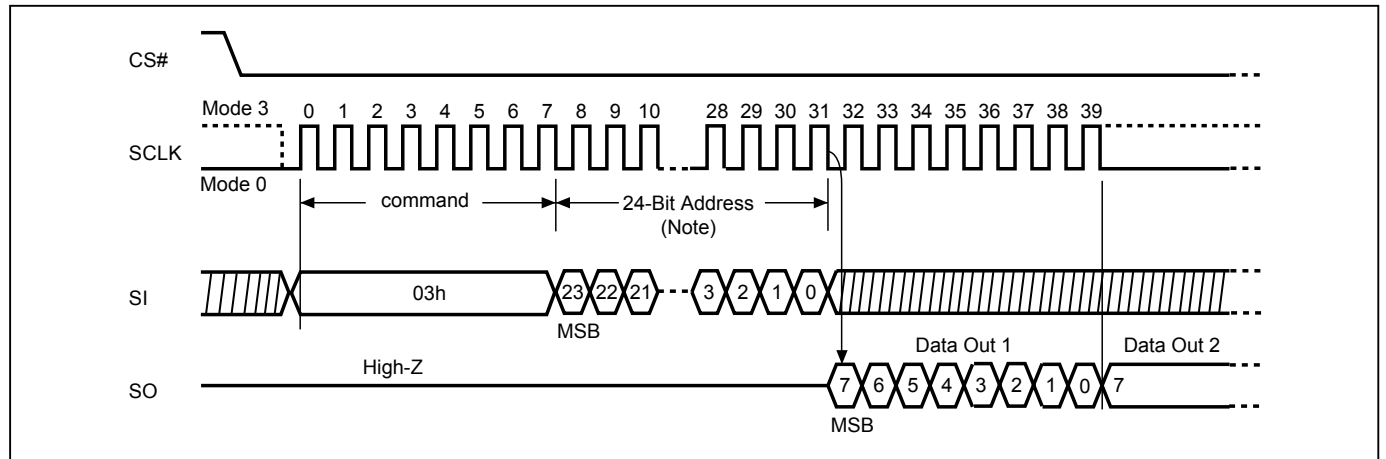 CS#
Mode 3
0 1 2 3 4 5 6 7 8 9 10 28 29 30 31 32 33 34 35 36 37 38 39
SCLK
Mode 0
command
24-Bit Address
(Note)
SI
03h
23 22 21 3 2 1 0
MSB
Data Out 1
Data Out 2
High-Z
SO
7 6 5 4 3 2 1 0 7
MSB